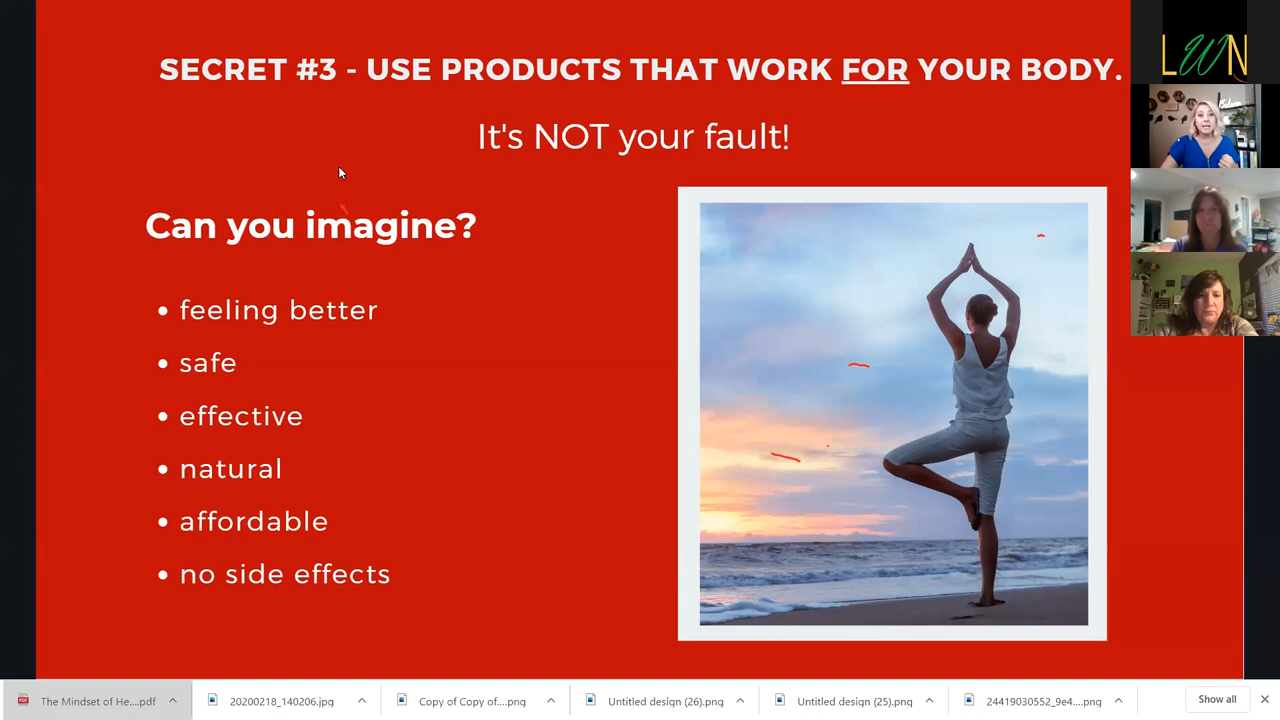 SECRET #3 - USE PRODUCTS THAT WORK FOR YOUR BODY.
It's NOT your fault!
Can you imagine?
• feeling better
• safe
• effective
• natural
• affordable
• no side effects
LWN
The Mindset of He....pdf
20200218_140206.jpg
Copy of Copy of....png
Untitled design (26).png
Untitled design (25).png
24419030552_9e4....png
Show all